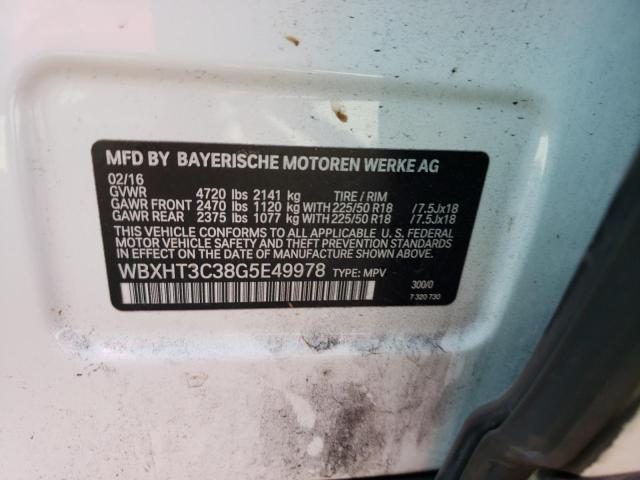 MFD BY BAYERISCHE MOTOREN WERKE AG
02/16
GVWR 4720 lbs 2141 kg TIRE / RIM
GAWR FRONT 2470 lbs 1120 kg WITH 225/50 R18 /7.5Jx18
GAWR REAR 2375 lbs 1077 kg WITH 225/50 R18 /7.5Jx18
THIS VEHICLE CONFORMS TO ALL APPLICABLE U. S. FEDERAL
MOTOR VEHICLE SAFETY AND THEFT PREVENTION STANDARDS
IN EFFECT ON THE DATE OF MANUFACTURE SHOWN ABOVE.
WBXHT3C38G5E49978 TYPE: MPV
300/0
7 320 730